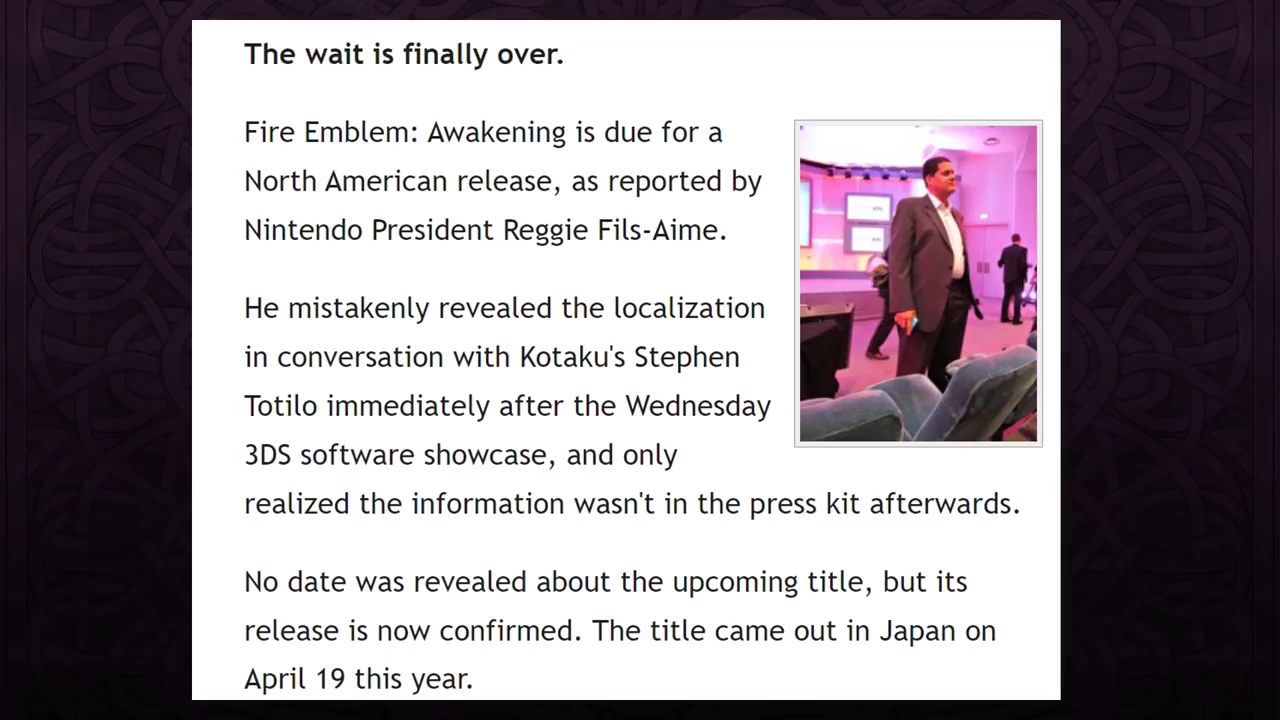 The wait is finally over.
Fire Emblem: Awakening is due for a
North American release, as reported by
Nintendo President Reggie Fils-Aime.
He mistakenly revealed the localization
in conversation with Kotaku's Stephen
Totilo immediately after the Wednesday
3DS software showcase, and only
realized the information wasn't in the press kit afterwards.
No date was revealed about the upcoming title, but its
release is now confirmed. The title came out in Japan on
April 19 this year.